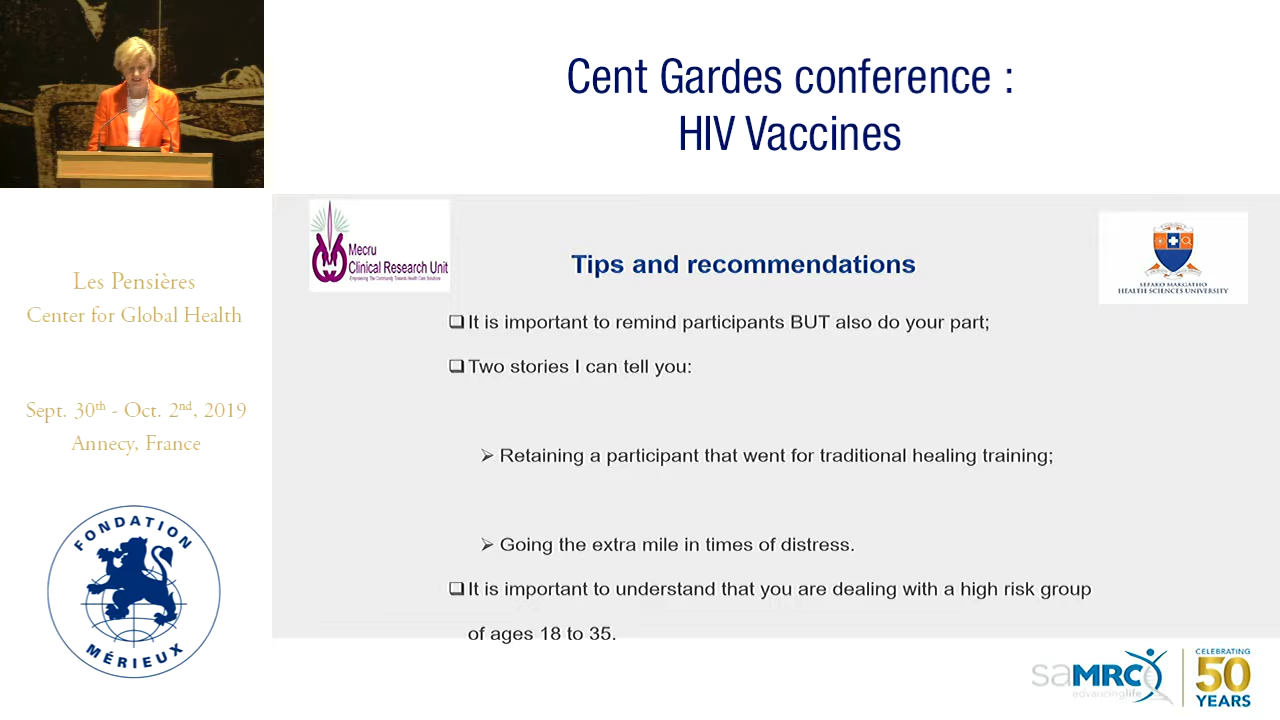 Cent Gardes conference :
HIV Vaccines
Les Pensières
Center for Global Health
Sept. 30th - Oct. 2nd, 2019
Annecy, France
FONDATION
MÉRIEUX
Mecru
Clinical Research Unit
Empowering The Community Towards Health Care Solutions
SEFAKO MAKGATHO
HEALTH SCIENCES UNIVERSITY
Tips and recommendations
❑ It is important to remind participants BUT also do your part;
❑ Two stories I can tell you:
➢ Retaining a participant that went for traditional healing training;
➢ Going the extra mile in times of distress.
❑ It is important to understand that you are dealing with a high risk group
of ages 18 to 35.
saMRC
advancinglife
CELEBRATING
50
YEARS